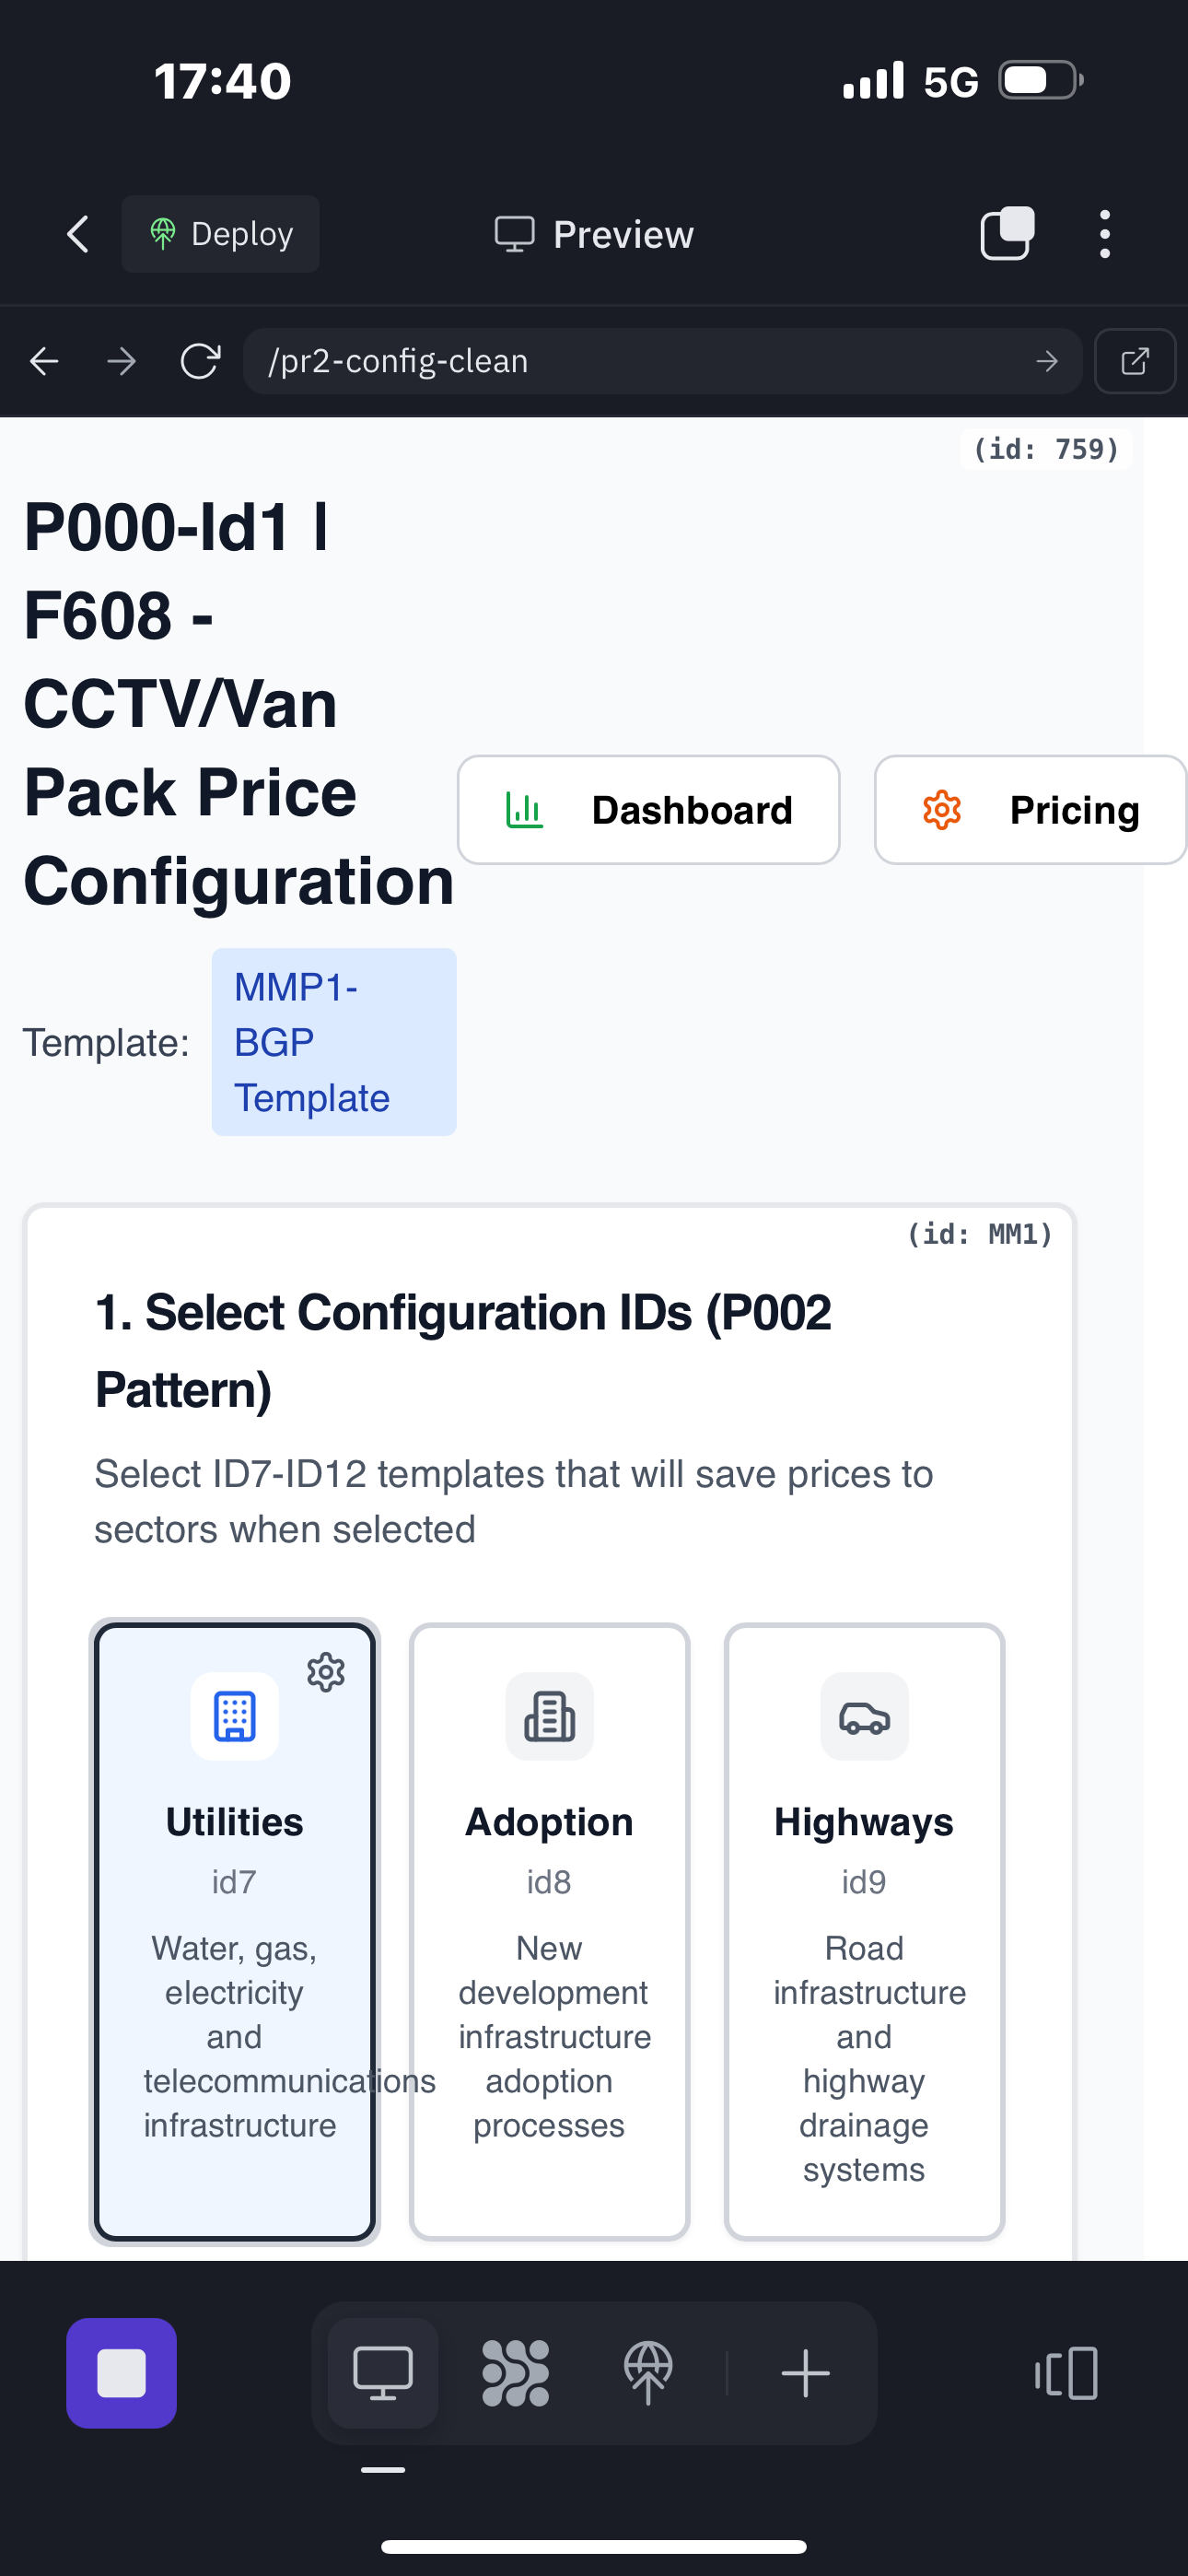 17:40
5G
Deploy
Preview
/pr2-config-clean
(id: 759)
P000-Id1 |
F608 -
CCTV/Van
Pack Price
Configuration
Dashboard
Pricing
Template:
MMP1-
BGP
Template
(id: MM1)
1. Select Configuration IDs (P002
Pattern)
Select ID7-ID12 templates that will save prices to
sectors when selected
Utilities
id7
Water, gas,
electricity
and
telecommunications
infrastructure
Adoption
id8
New
development
infrastructure
adoption
processes
Highways
id9
Road
infrastructure
and
highway
drainage
systems